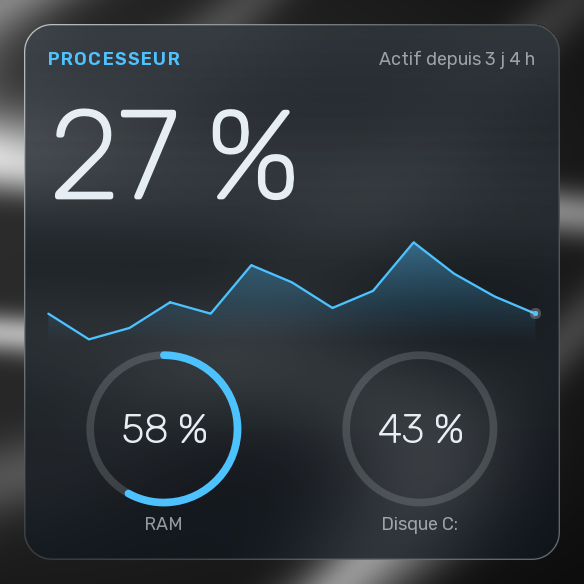 PROCESSEUR
Actif depuis 3 j 4 h
27 %
58 %
43 %
RAM
Disque C: